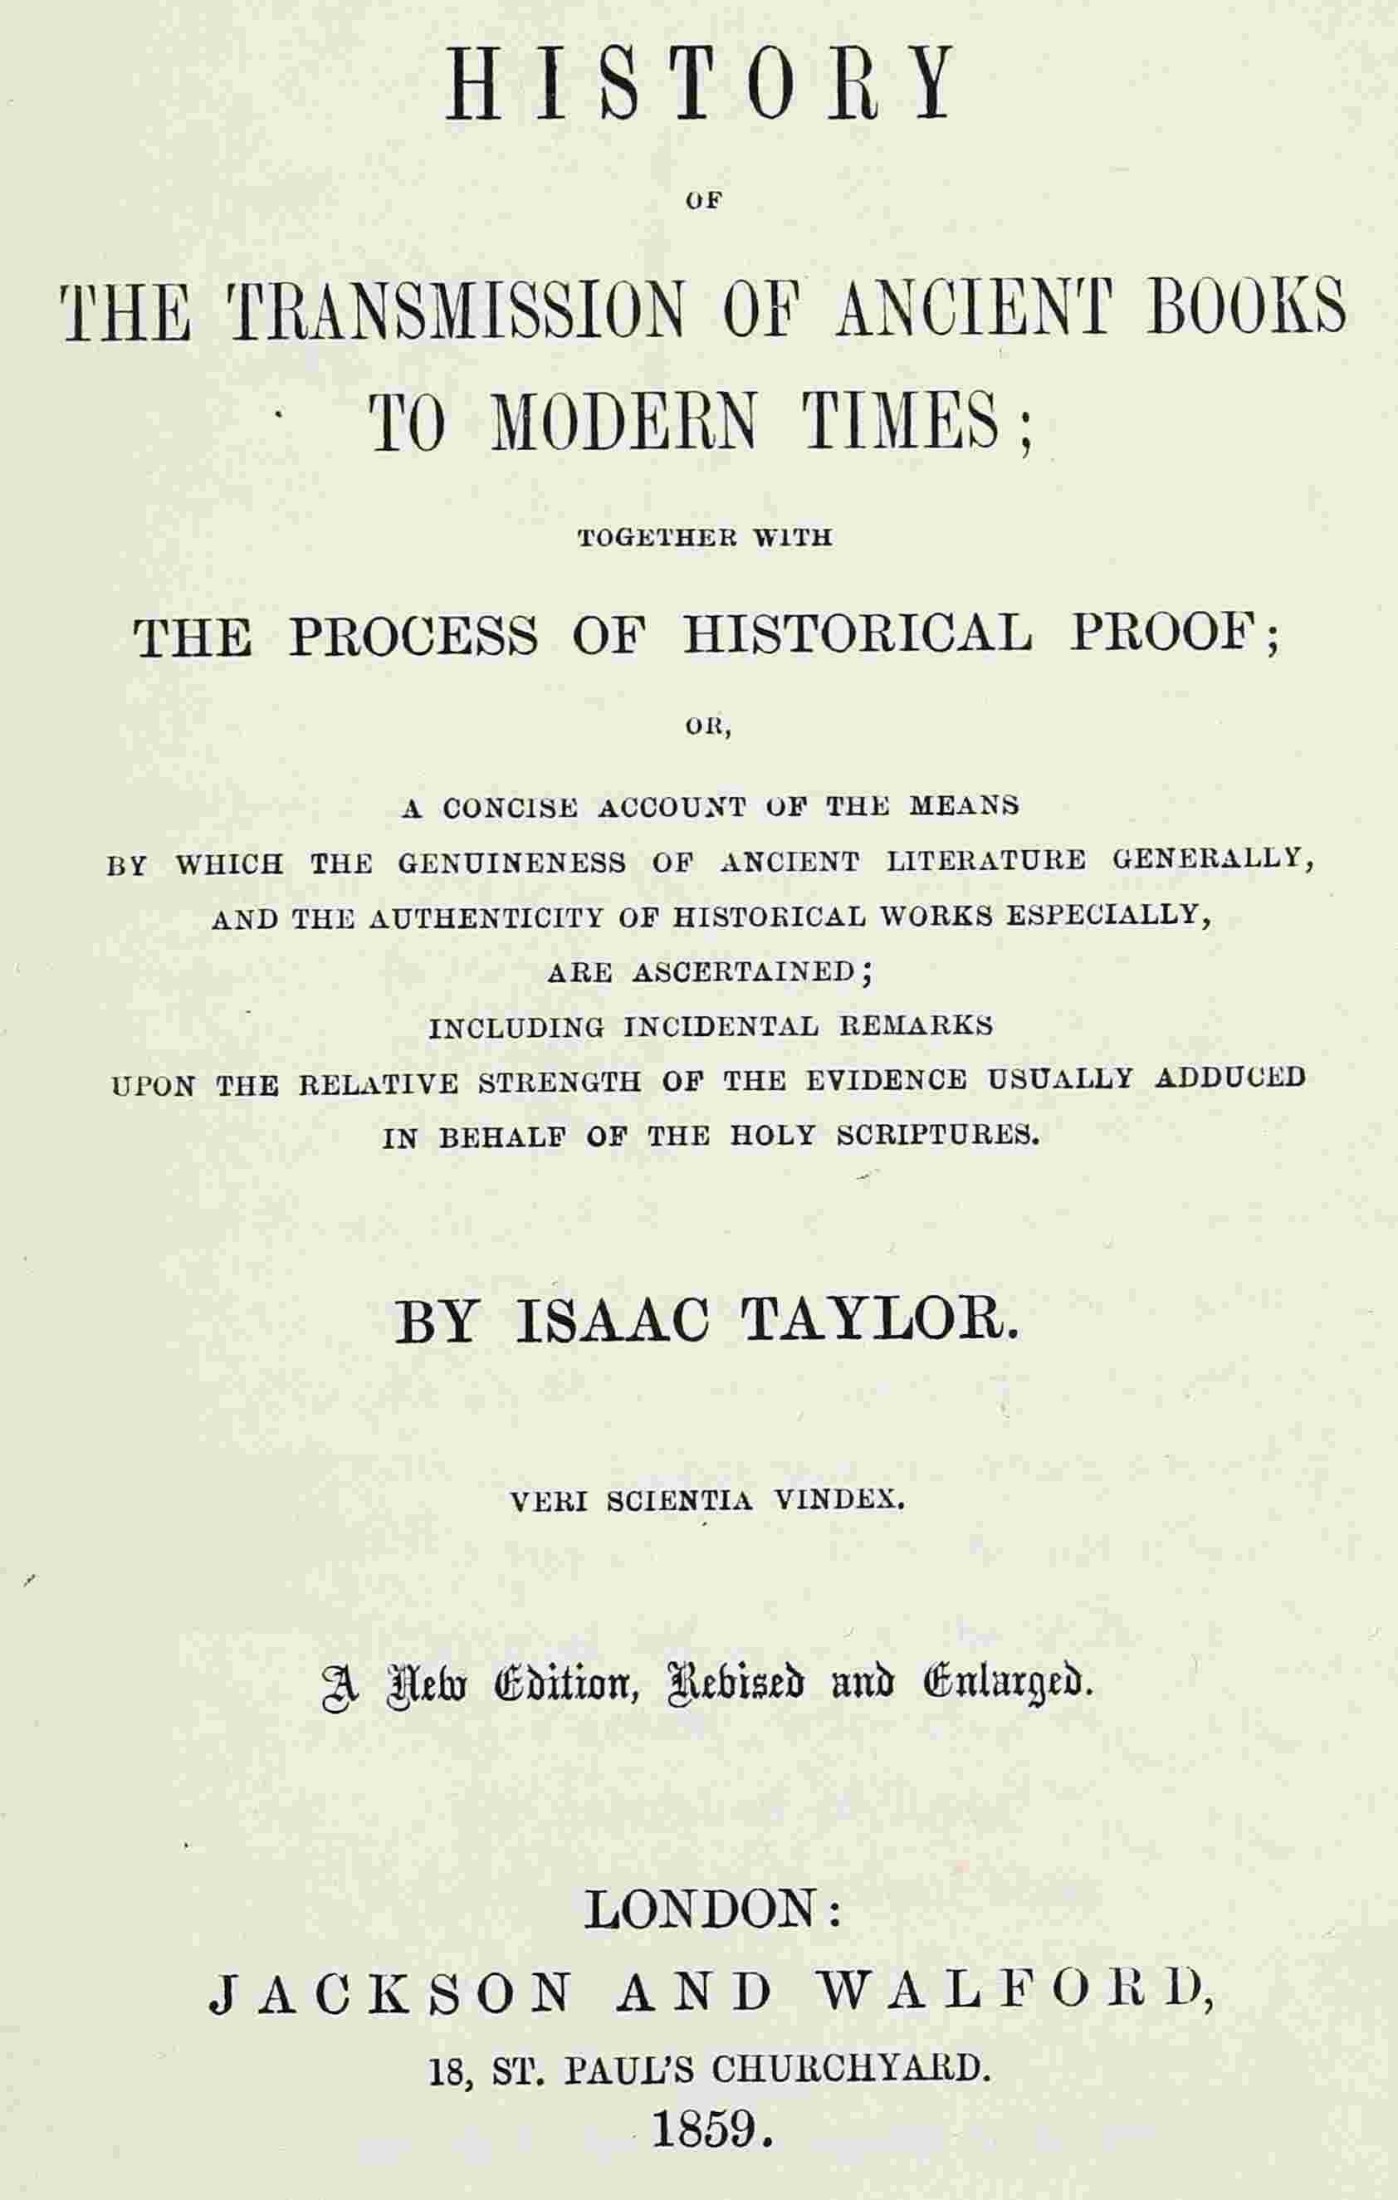 HISTORY
OF
THE TRANSMISSION OF ANCIENT BOOKS
TO MODERN TIMES;
TOGETHER WITH
THE PROCESS OF HISTORICAL PROOF;
OR,
A CONCISE ACCOUNT OF THE MEANS
BY WHICH THE GENUINENESS OF ANCIENT LITERATURE GENERALLY,
AND THE AUTHENTICITY OF HISTORICAL WORKS ESPECIALLY,
ARE ASCERTAINED;
INCLUDING INCIDENTAL REMARKS
UPON THE RELATIVE STRENGTH OF THE EVIDENCE USUALLY ADDUCED
IN BEHALF OF THE HOLY SCRIPTURES.
BY ISAAC TAYLOR.
VERI SCIENTIA VINDEX.
A New Edition, Revised and Enlarged.
LONDON:
JACKSON AND WALFORD,
18, ST. PAUL'S CHURCHYARD.
1859.